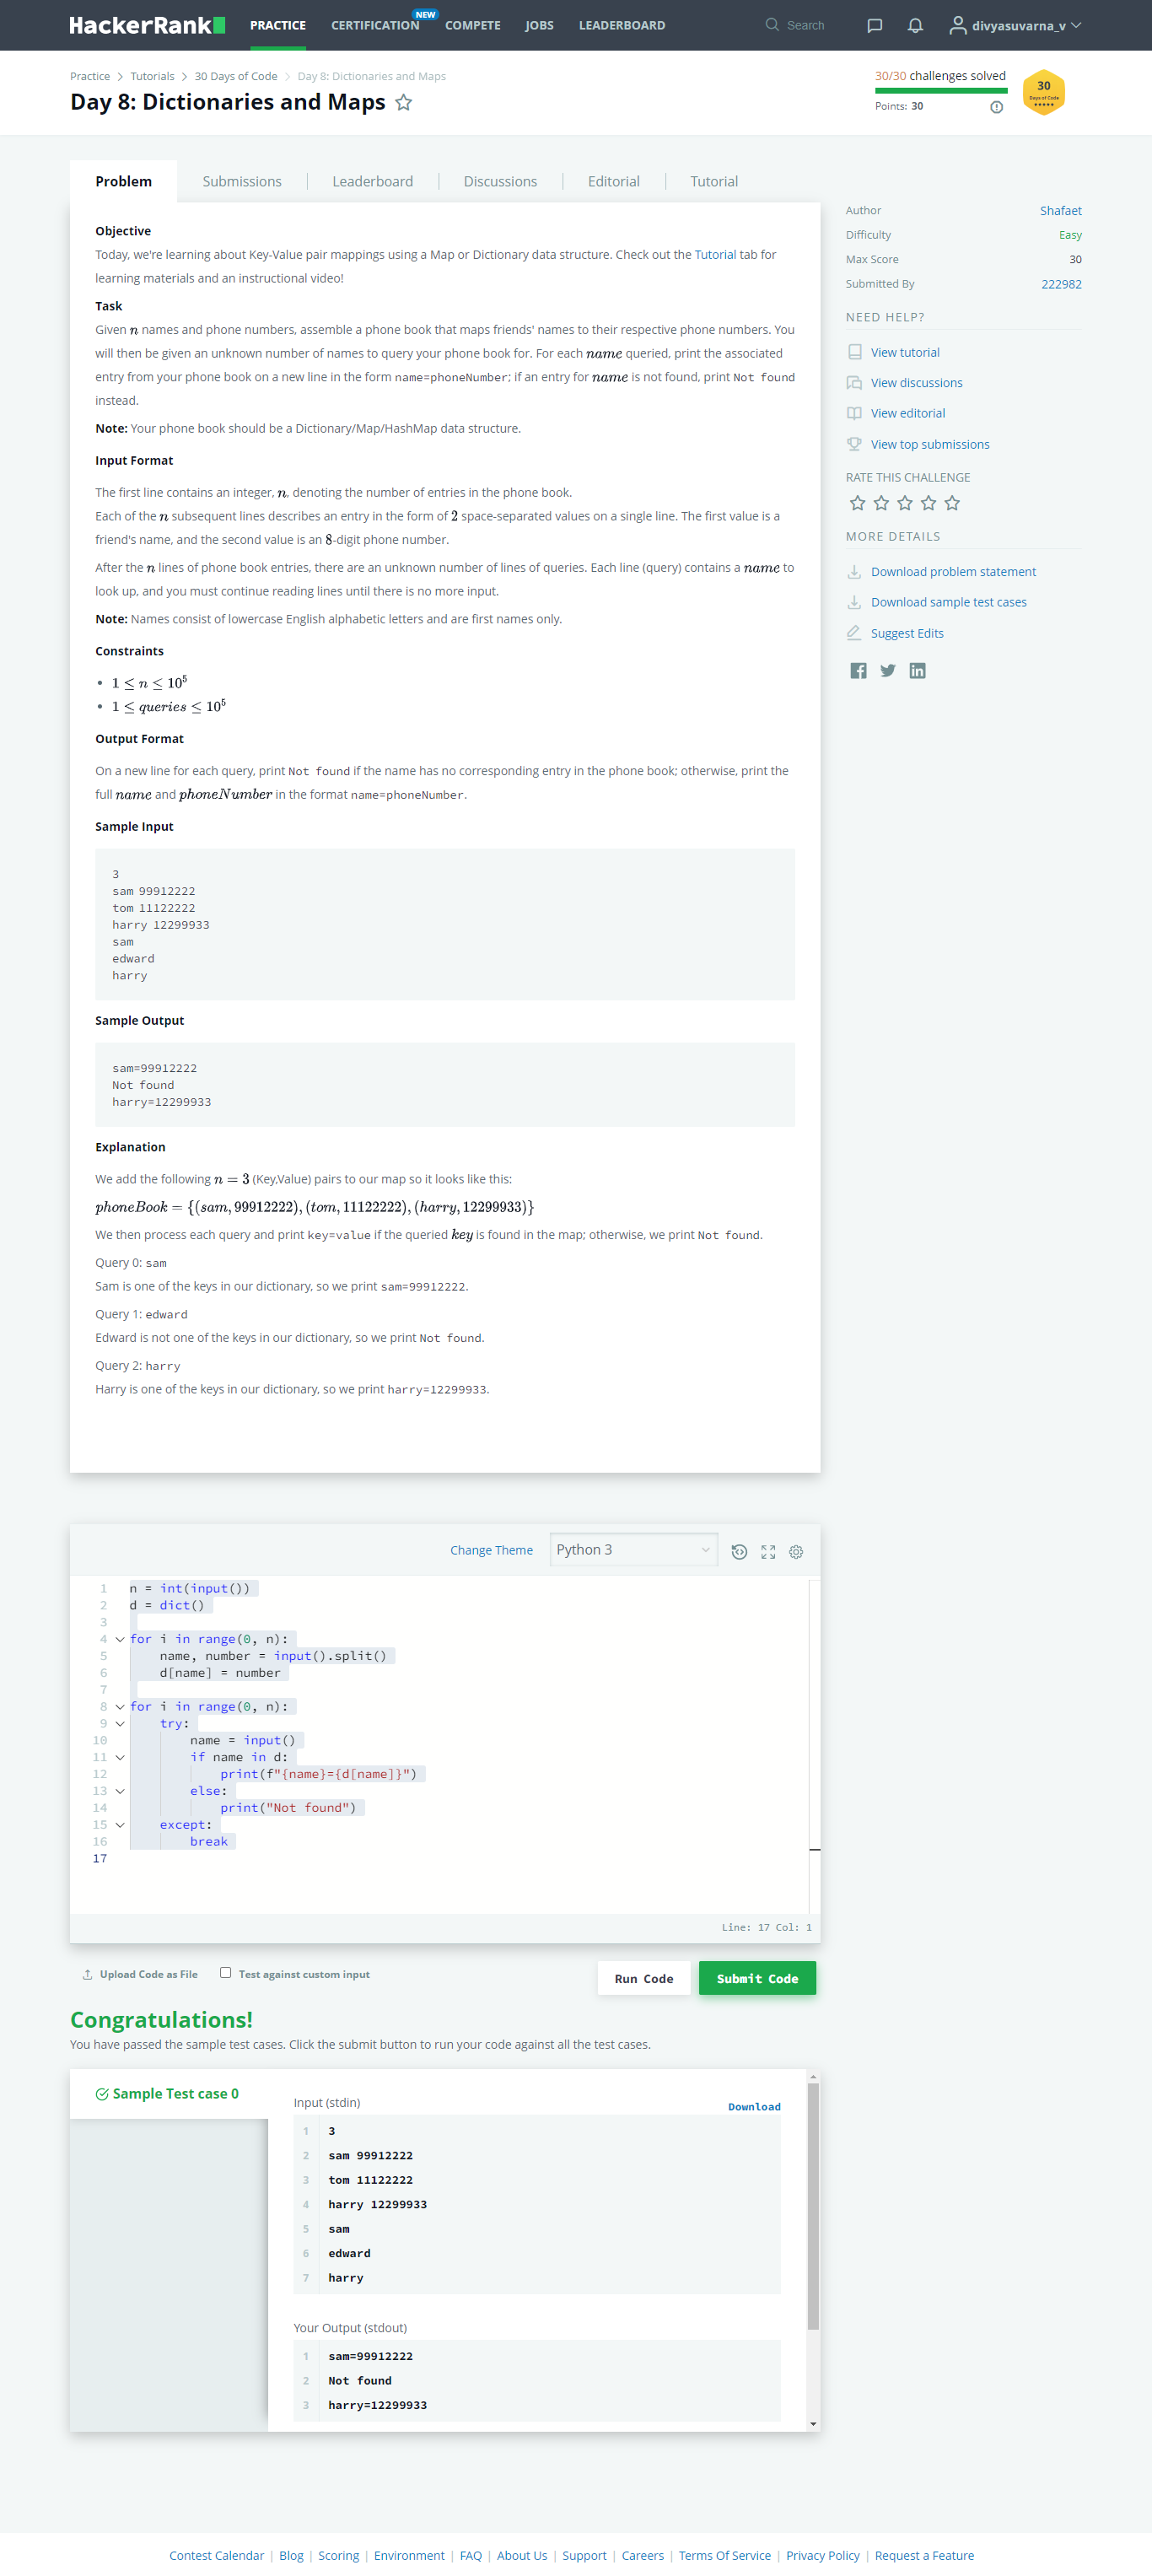 HackerRank
PRACTICE
CERTIFICATION
NEW
COMPETE
JOBS
LEADERBOARD
Search
divyasuvarna_v
Practice > Tutorials > 30 Days of Code > Day 8: Dictionaries and Maps
Day 8: Dictionaries and Maps
30/30 challenges solved
Points: 30
30
Days of Code
Problem
Submissions
Leaderboard
Discussions
Editorial
Tutorial
Objective
Today, we're learning about Key-Value pair mappings using a Map or Dictionary data structure. Check out the Tutorial tab for
learning materials and an instructional video!
Task
Given n names and phone numbers, assemble a phone book that maps friends' names to their respective phone numbers. You
will then be given an unknown number of names to query your phone book for. For each name queried, print the associated
entry from your phone book on a new line in the form name=phoneNumber; if an entry for name is not found, print Not found
instead.
Note: Your phone book should be a Dictionary/Map/HashMap data structure.
Input Format
The first line contains an integer, n, denoting the number of entries in the phone book.
Each of the n subsequent lines describes an entry in the form of 2 space-separated values on a single line. The first value is a
friend's name, and the second value is an 8-digit phone number.
After the n lines of phone book entries, there are an unknown number of lines of queries. Each line (query) contains a name to
look up, and you must continue reading lines until there is no more input.
Note: Names consist of lowercase English alphabetic letters and are first names only.
Constraints
• 1 ≤ n ≤ 10⁵
• 1 ≤ queries ≤ 10⁵
Output Format
On a new line for each query, print Not found if the name has no corresponding entry in the phone book; otherwise, print the
full name and phoneNumber in the format name=phoneNumber.
Sample Input
3
sam 99912222
tom 11122222
harry 12299933
sam
edward
harry
Sample Output
sam=99912222
Not found
harry=12299933
Explanation
We add the following n = 3 (Key,Value) pairs to our map so it looks like this:
phoneBook = {(sam, 99912222), (tom, 11122222), (harry, 12299933)}
We then process each query and print key=value if the queried key is found in the map; otherwise, we print Not found.
Query 0: sam
Sam is one of the keys in our dictionary, so we print sam=99912222.
Query 1: edward
Edward is not one of the keys in our dictionary, so we print Not found.
Query 2: harry
Harry is one of the keys in our dictionary, so we print harry=12299933.
Author Shafaet
Difficulty Easy
Max Score 30
Submitted By 222982
NEED HELP?
View tutorial
View discussions
View editorial
View top submissions
RATE THIS CHALLENGE
MORE DETAILS
Download problem statement
Download sample test cases
Suggest Edits
Change Theme
Python 3
1 n = int(input())
2 d = dict()
3
4 for i in range(0, n):
5     name, number = input().split()
6     d[name] = number
7
8 for i in range(0, n):
9     try:
10         name = input()
11         if name in d:
12             print(f"{name}={d[name]}")
13         else:
14             print("Not found")
15     except:
16         break
17
Line: 17 Col: 1
Upload Code as File
Test against custom input
Run Code
Submit Code
Congratulations!
You have passed the sample test cases. Click the submit button to run your code against all the test cases.
Sample Test case 0
Input (stdin)
Download
1 3
2 sam 99912222
3 tom 11122222
4 harry 12299933
5 sam
6 edward
7 harry
Your Output (stdout)
1 sam=99912222
2 Not found
3 harry=12299933
Contest Calendar | Blog | Scoring | Environment | FAQ | About Us | Support | Careers | Terms Of Service | Privacy Policy | Request a Feature